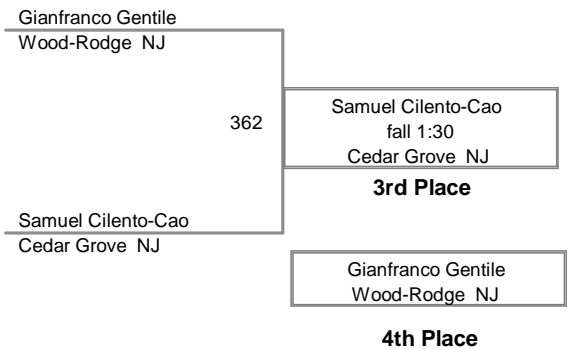 Gianfranco Gentile
Wood-Rodge NJ
362
Samuel Cilento-Cao
fall 1:30
Cedar Grove NJ
3rd Place
Samuel Cilento-Cao
Cedar Grove NJ
Gianfranco Gentile
Wood-Rodge NJ
4th Place